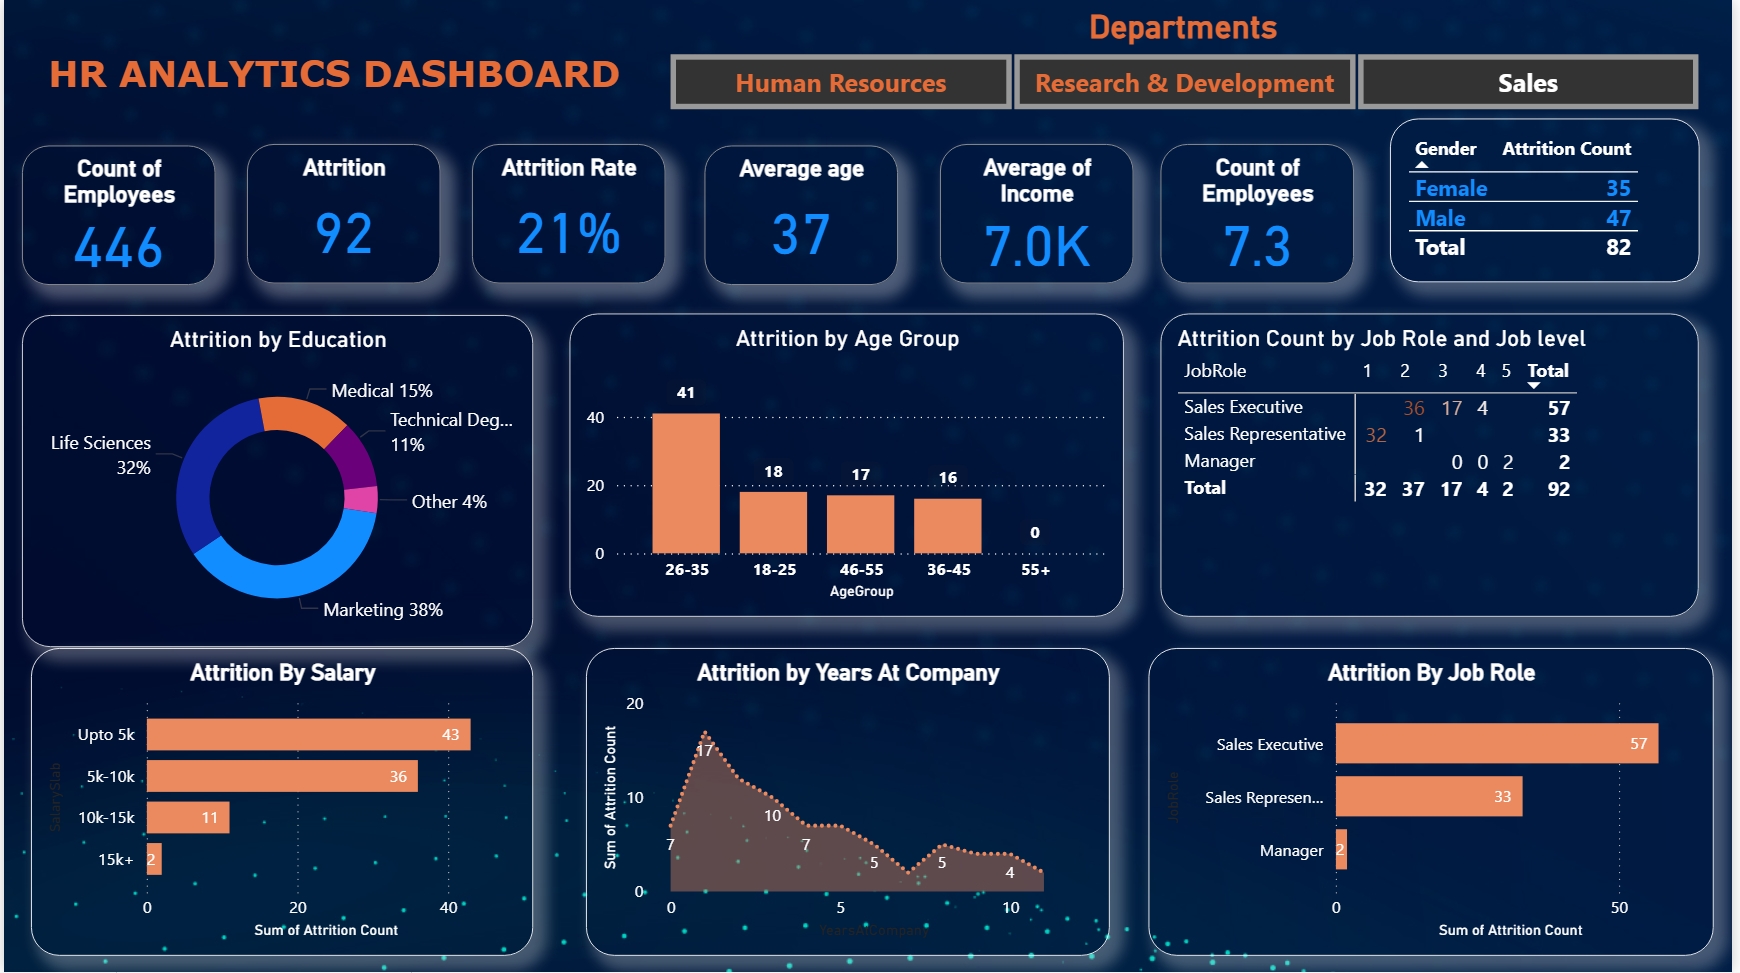 Departments
HR ANALYTICS DASHBOARD
Human Resources
Research & Development
Sales
Count of
Employees
446
Attrition
92
Attrition Rate
21%
Average age
37
Average of
Income
7.0K
Count of
Employees
7.3
Gender Attrition Count
Female 35
Male 47
Total 82
Attrition by Education
Medical 15%
Technical Deg...
11%
Life Sciences
32%
Other 4%
Marketing 38%
Attrition by Age Group
41
40
18
17
16
20
0
0
26-35 18-25 46-55 36-45 55+
AgeGroup
Attrition Count by Job Role and Job level
JobRole 1 2 3 4 5 Total
Sales Executive 36 17 4 57
Sales Representative 32 1 33
Manager 0 0 2 2
Total 32 37 17 4 2 92
Attrition By Salary
SalarySlab
Upto 5k 43
5k-10k 36
10k-15k 11
15k+ 2
0 20 40
Sum of Attrition Count
Attrition by Years At Company
Sum of Attrition Count
20
10
0
7
17
10
7
5
5
4
0 5 10
YearsAtCompany
Attrition By Job Role
JobRole
Sales Executive 57
Sales Represen... 33
Manager 2
0 50
Sum of Attrition Count